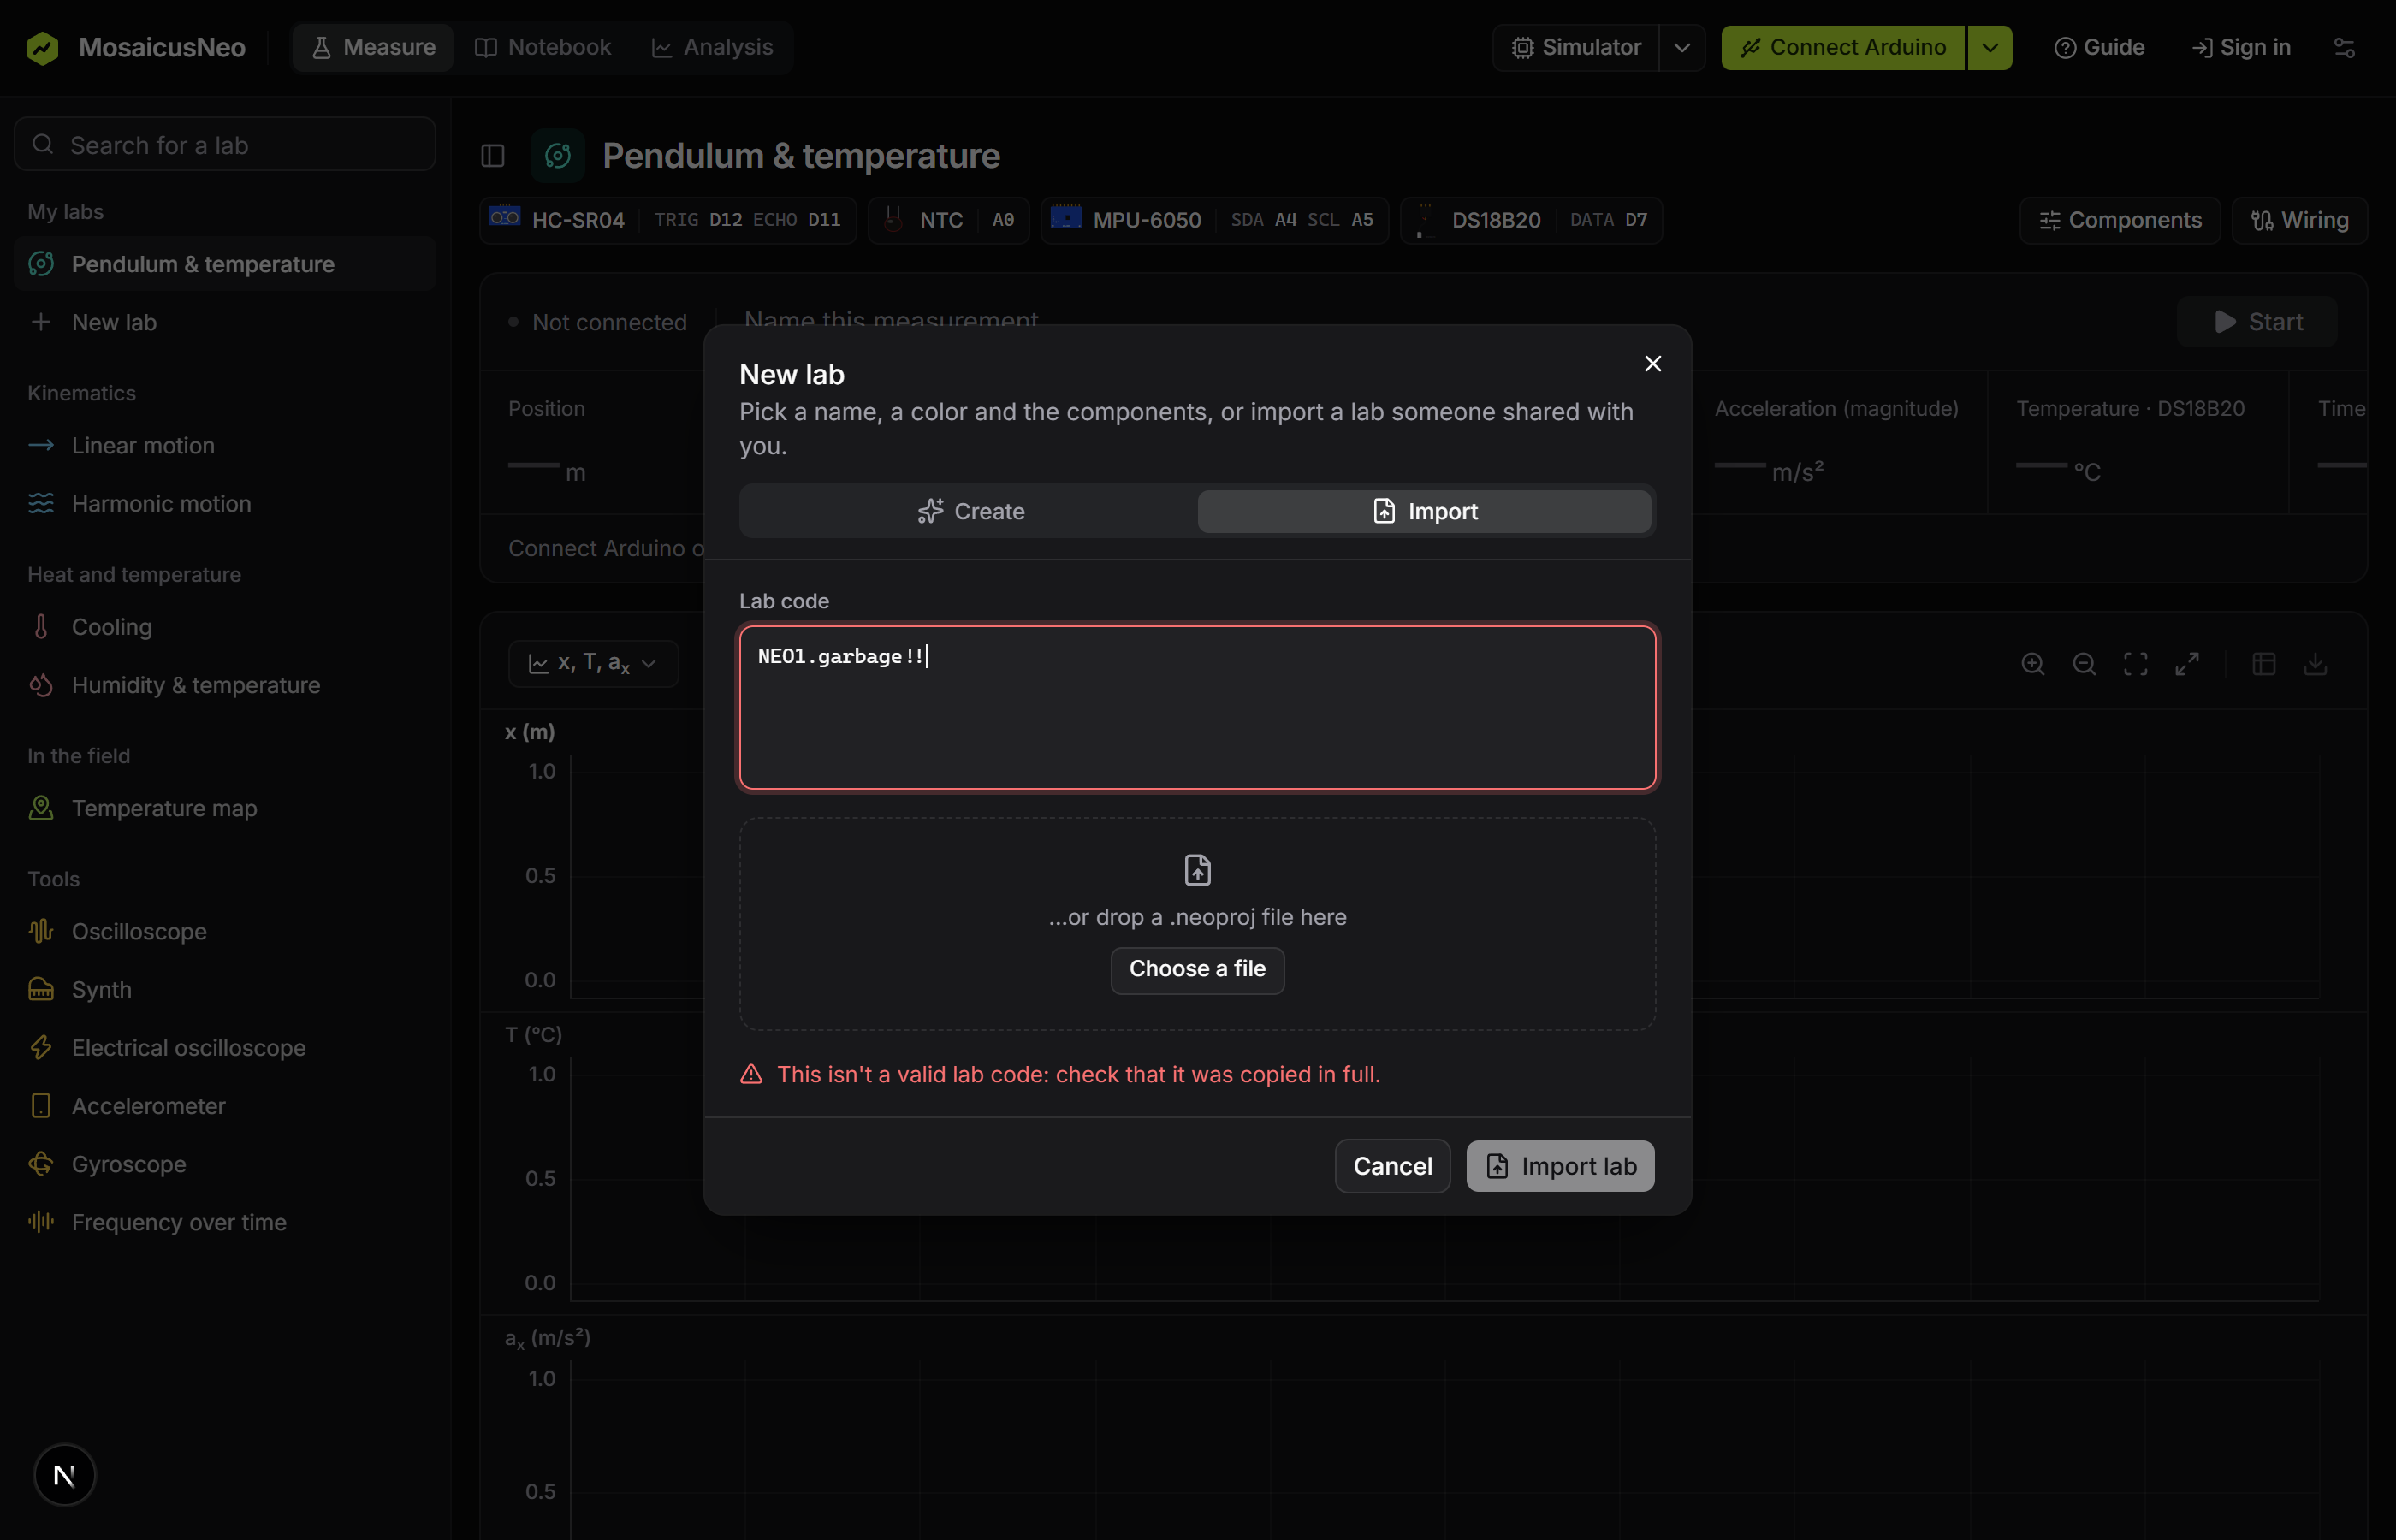 MosaicusNeo
Measure
Notebook
Analysis
Simulator
Connect Arduino
Guide
Sign in
Search for a lab
My labs
Pendulum & temperature
New lab
Kinematics
Linear motion
Harmonic motion
Heat and temperature
Cooling
Humidity & temperature
In the field
Temperature map
Tools
Oscilloscope
Synth
Electrical oscilloscope
Accelerometer
Gyroscope
Frequency over time
N
Pendulum & temperature
HC-SR04 TRIG D12 ECHO D11
NTC A0
MPU-6050 SDA A4 SCL A5
DS18B20 DATA D7
Components
Wiring
Not connected
Name this measurement
Start
Position
m
Acceleration (magnitude)
m/s²
Temperature · DS18B20
°C
Time
Connect Arduino o
x, T, aₓ
x (m)
1.0
0.5
0.0
T (°C)
1.0
0.5
0.0
aₓ (m/s²)
1.0
0.5
New lab
Pick a name, a color and the components, or import a lab someone shared with
you.
Create
Import
Lab code
NEO1.garbage!!
...or drop a .neoproj file here
Choose a file
This isn't a valid lab code: check that it was copied in full.
Cancel
Import lab